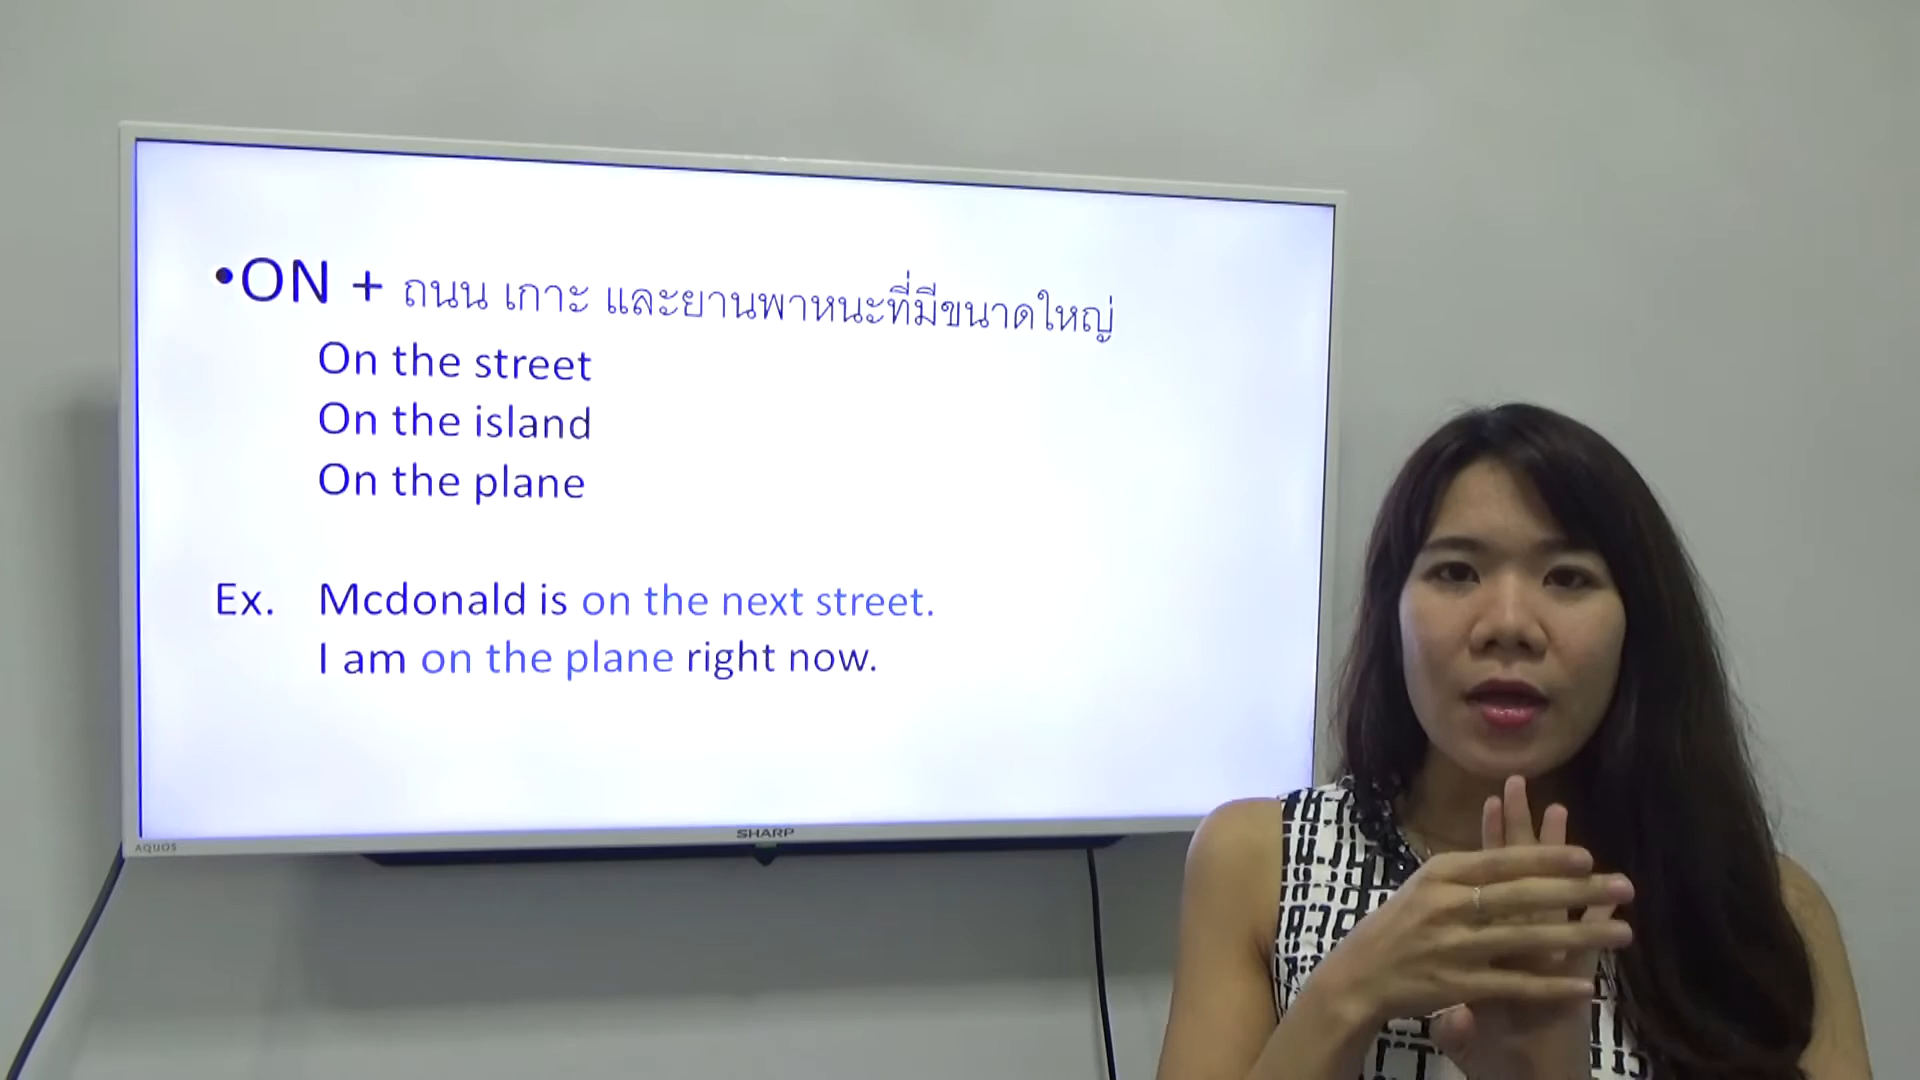 •ON + ถนน เกาะ และยานพาหนะที่มีขนาดใหญ่
On the street
On the island
On the plane
Ex. Mcdonald is on the next street.
I am on the plane right now.
SHARP
AQUOS